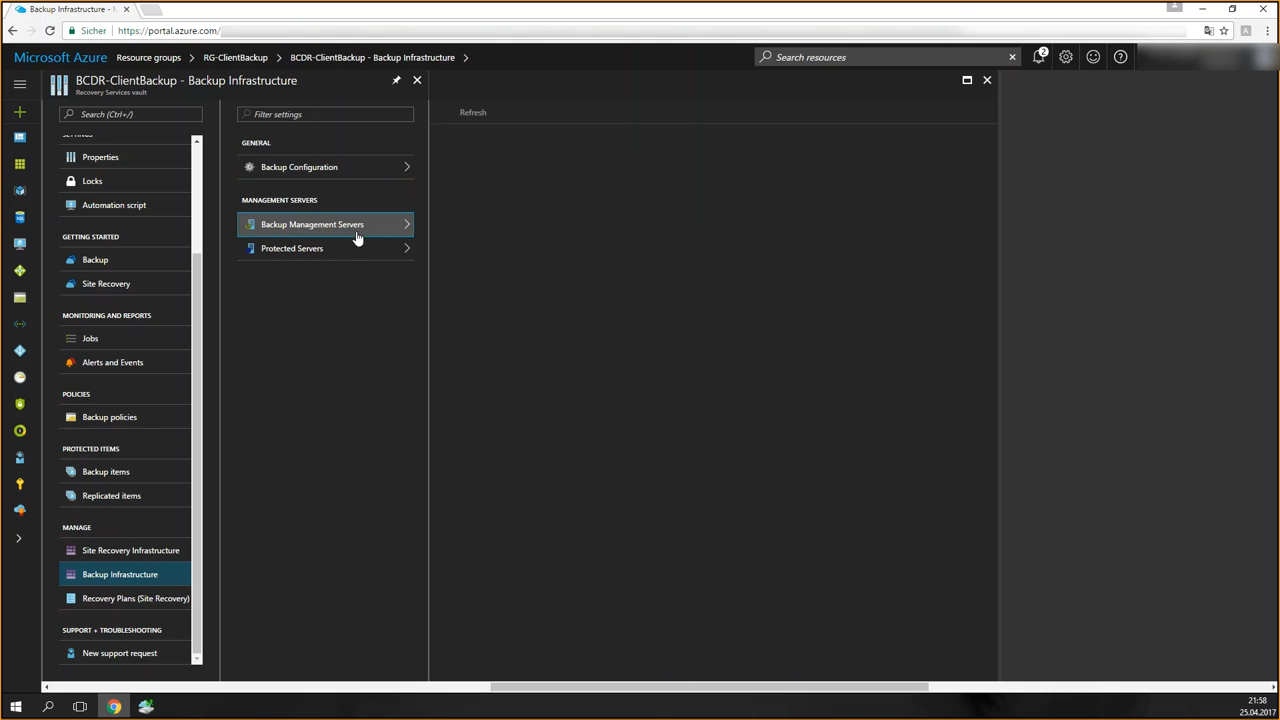 Backup Infrastructure - M
Sicher
https://portal.azure.com/
Microsoft Azure
Resource groups
RG-ClientBackup
BCDR-ClientBackup - Backup Infrastructure
Search resources
2
BCDR-ClientBackup - Backup Infrastructure
Recovery Services vault
Search (Ctrl+/)
SETTINGS
Properties
Locks
Automation script
GETTING STARTED
Backup
Site Recovery
MONITORING AND REPORTS
Jobs
Alerts and Events
POLICIES
Backup policies
PROTECTED ITEMS
Backup items
Replicated items
MANAGE
Site Recovery Infrastructure
Backup Infrastructure
Recovery Plans (Site Recovery)
SUPPORT + TROUBLESHOOTING
New support request
Filter settings
GENERAL
Backup Configuration
MANAGEMENT SERVERS
Backup Management Servers
Protected Servers
Refresh
21:58
25.04.2017